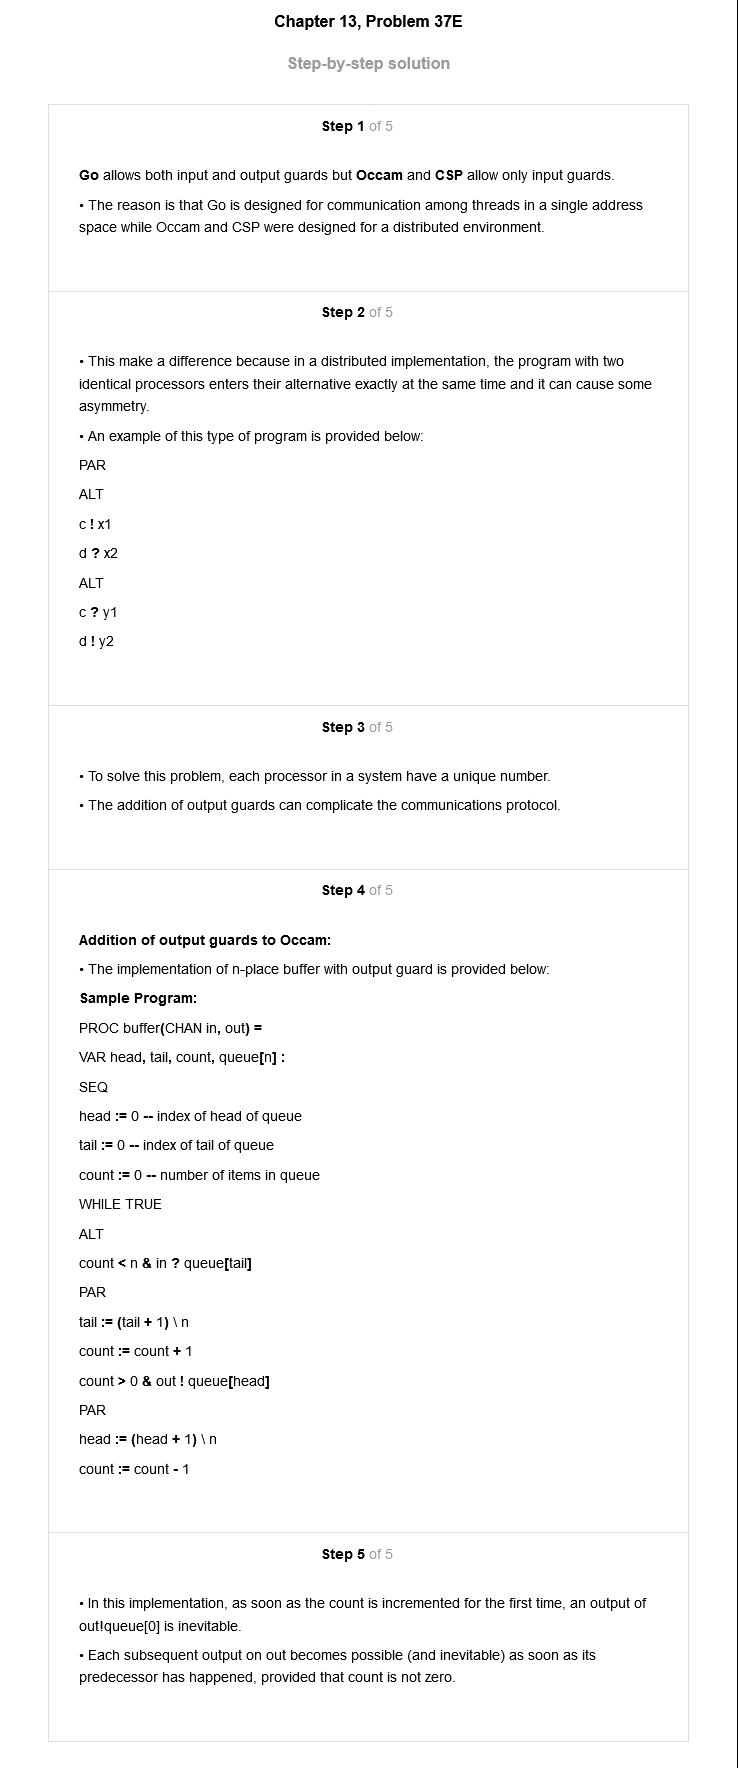 Chapter 13, Problem 37E
Step-by-step solution
Step 1 of 5
Go allows both input and output guards but Occam and CSP allow only input guards.
• The reason is that Go is designed for communication among threads in a single address
space while Occam and CSP were designed for a distributed environment.
Step 2 of 5
• This make a difference because in a distributed implementation, the program with two
identical processors enters their alternative exactly at the same time and it can cause some
asymmetry.
• An example of this type of program is provided below:
PAR
ALT
c ! x1
d ? x2
ALT
c ? y1
d ! y2
Step 3 of 5
• To solve this problem, each processor in a system have a unique number.
• The addition of output guards can complicate the communications protocol.
Step 4 of 5
Addition of output guards to Occam:
• The implementation of n-place buffer with output guard is provided below:
Sample Program:
PROC buffer(CHAN in, out) =
VAR head, tail, count, queue[n] :
SEQ
head := 0 -- index of head of queue
tail := 0 -- index of tail of queue
count := 0 -- number of items in queue
WHILE TRUE
ALT
count < n & in ? queue[tail]
PAR
tail := (tail + 1) \ n
count := count + 1
count > 0 & out ! queue[head]
PAR
head := (head + 1) \ n
count := count - 1
Step 5 of 5
• In this implementation, as soon as the count is incremented for the first time, an output of
out!queue[0] is inevitable.
• Each subsequent output on out becomes possible (and inevitable) as soon as its
predecessor has happened, provided that count is not zero.